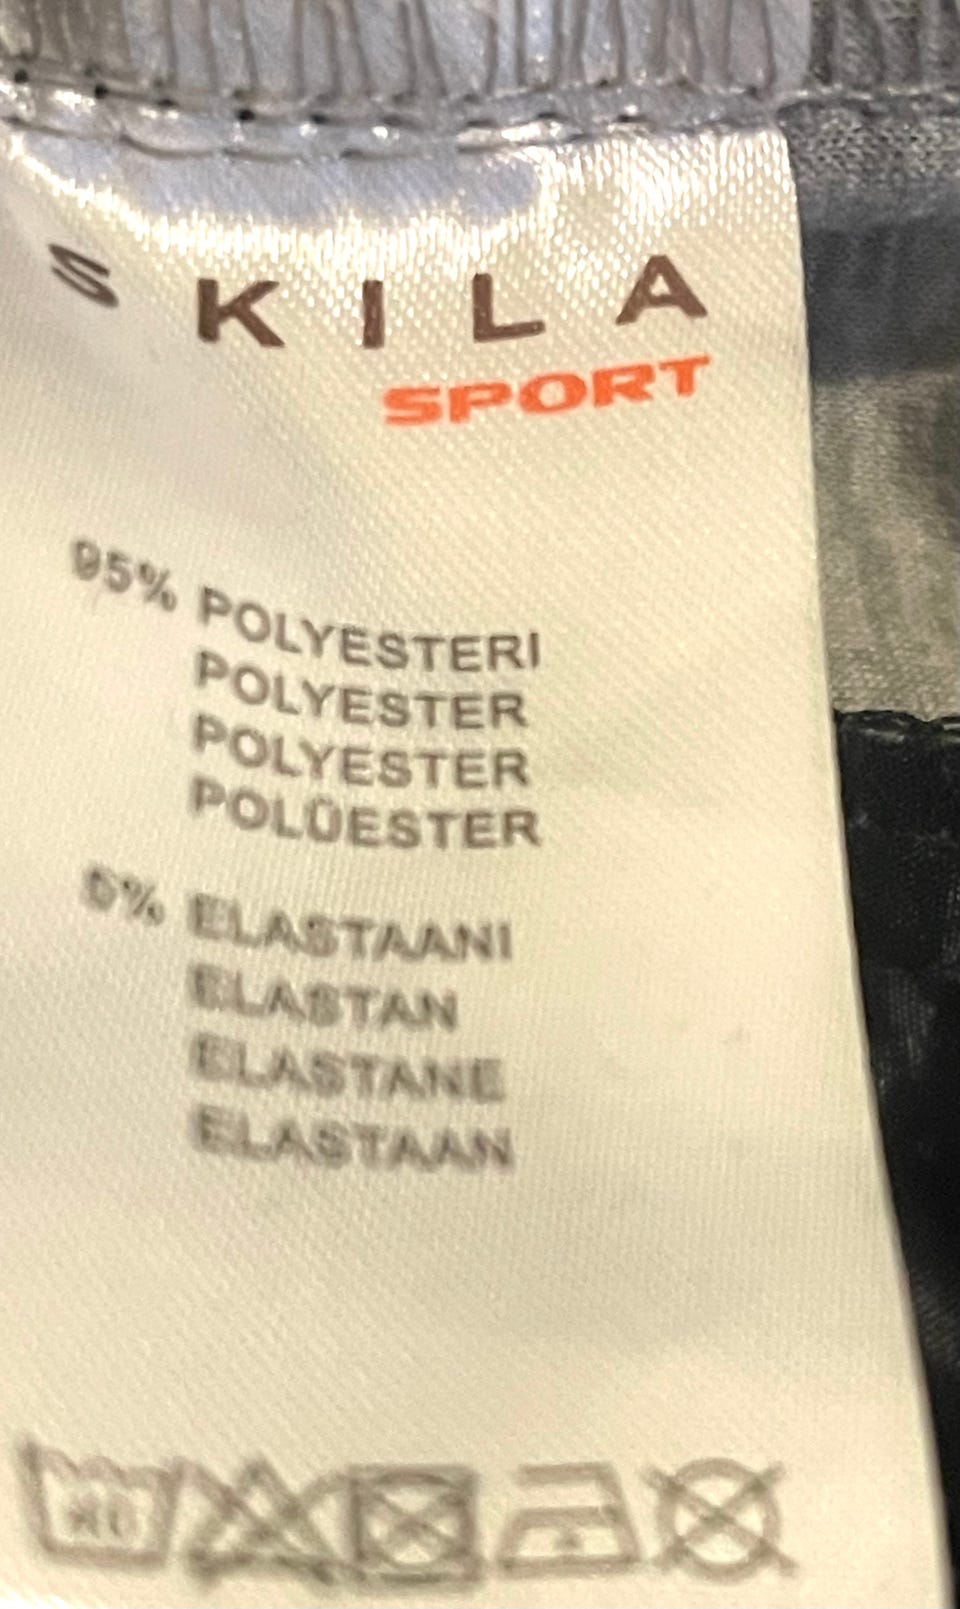 SKILA
SPORT
95% POLYESTERI
POLYESTER
POLYESTER
POLÜESTER
5% ELASTAANI
ELASTAN
ELASTANE
ELASTAAN